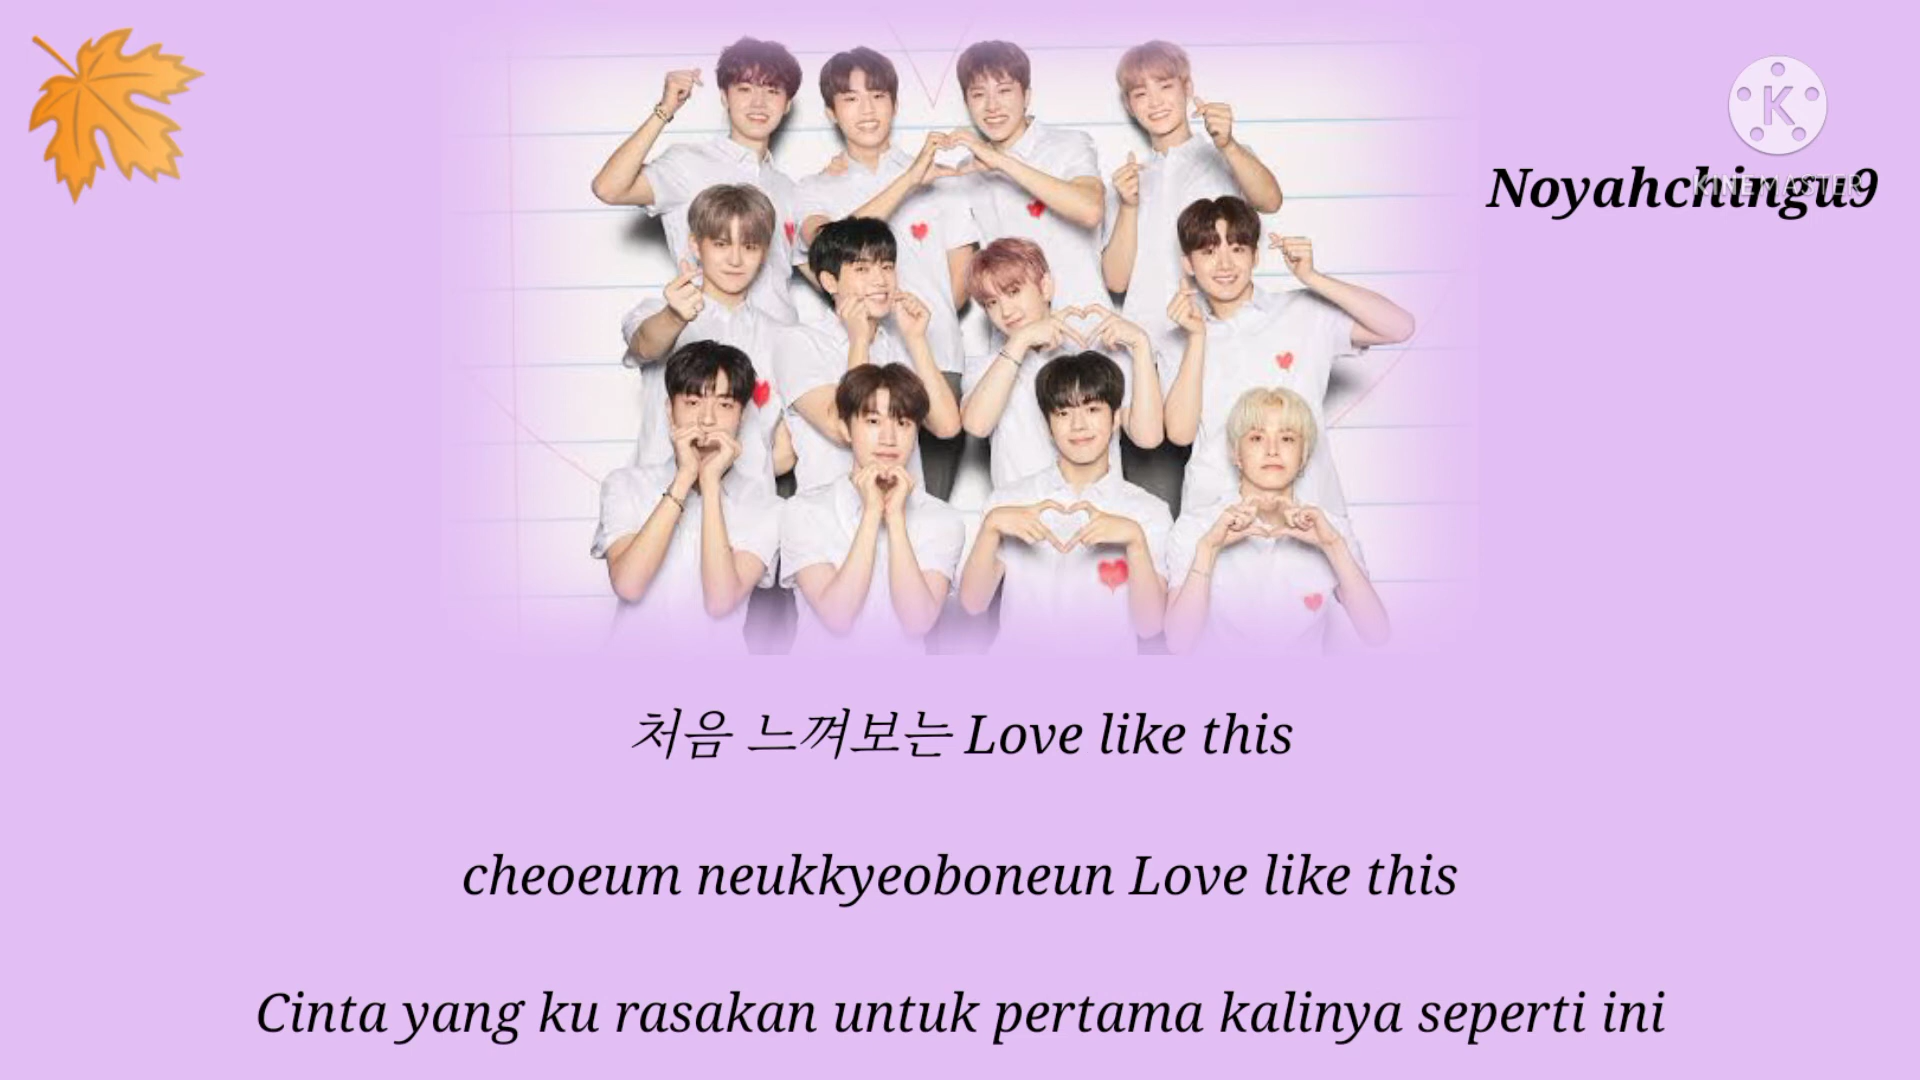 K
KINEMASTER
Noyahchingu9
처음 느껴보는 Love like this
cheoeum neukkyeoboneun Love like this
Cinta yang ku rasakan untuk pertama kalinya seperti ini